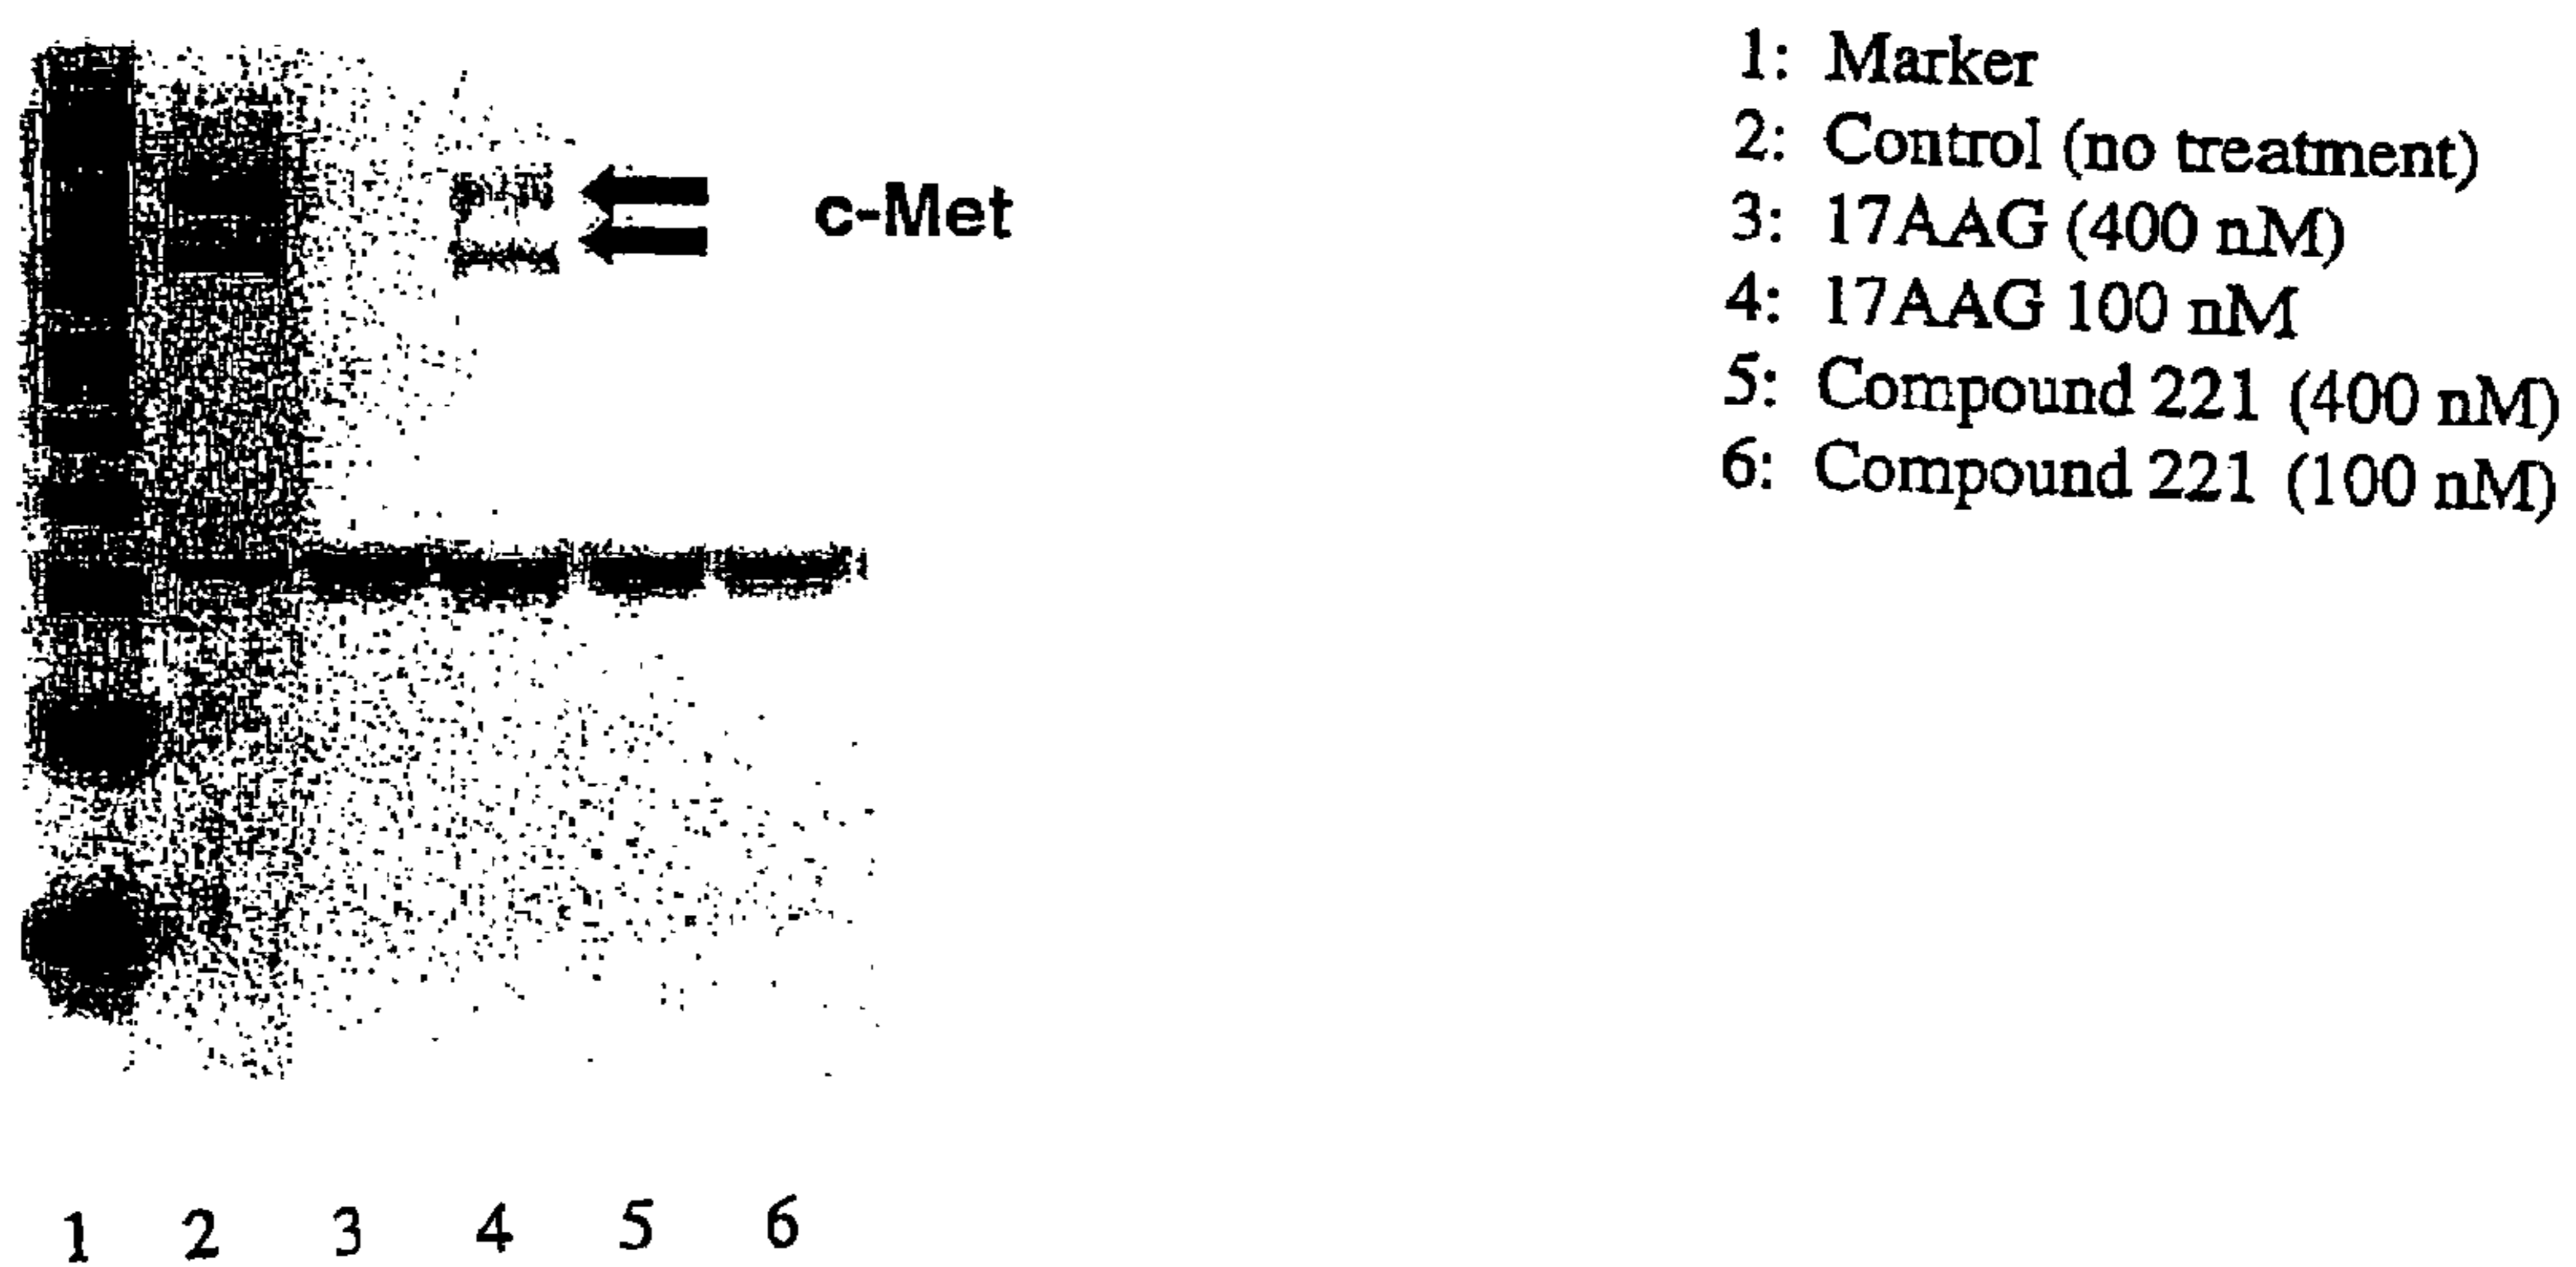 1: Marker
2: Control (no treatment)
3: 17AAG (400 nM)
4: 17AAG 100 nM
5: Compound 221 (400 nM)
6: Compound 221 (100 nM)
c-Met
1 2 3 4 5 6